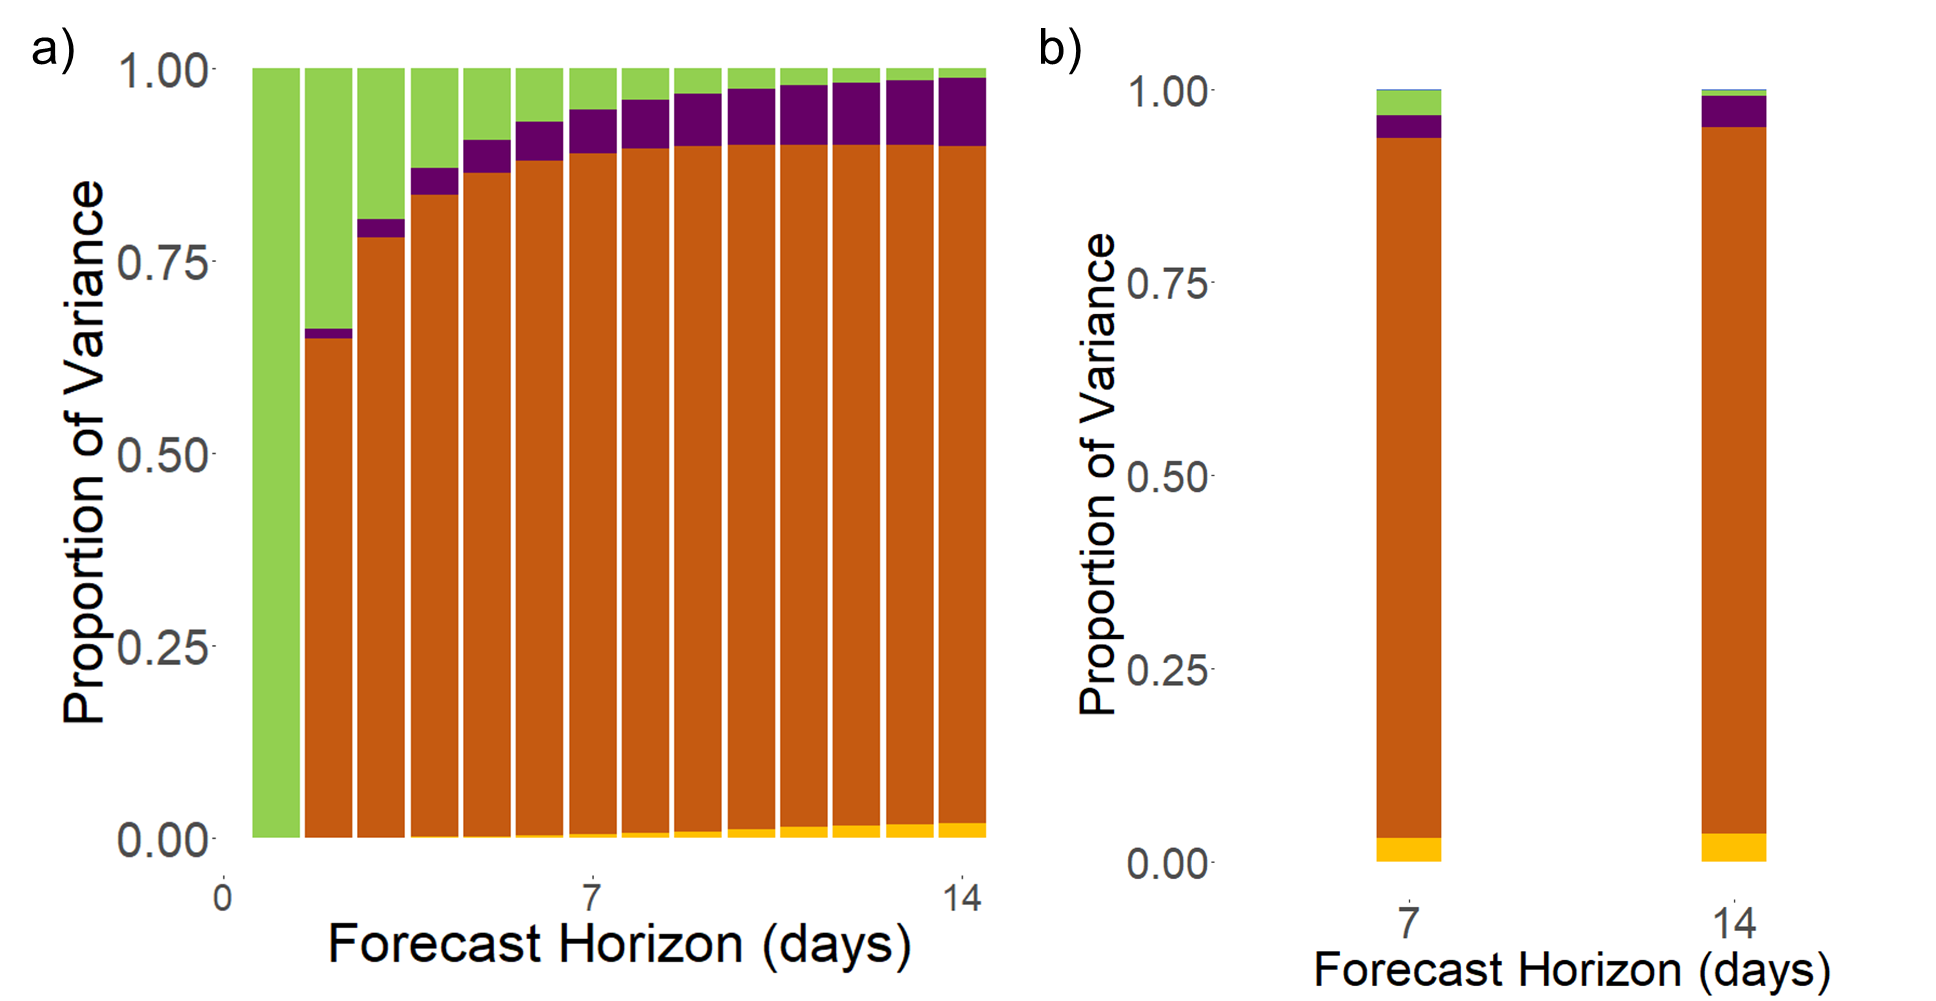 a)
1.00
0.75
0.50
0.25
0.00
Proportion of Variance
0 7 14
Forecast Horizon (days)
b)
1.00
0.75
0.50
0.25
0.00
Proportion of Variance
7 14
Forecast Horizon (days)